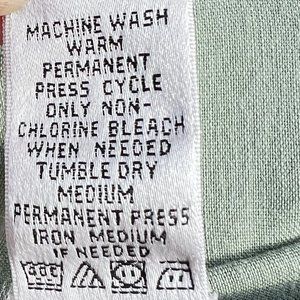 MACHINE WASH
WARM
PERMANENT
PRESS CYCLE
ONLY NON-
CHLORINE BLEACH
WHEN NEEDED
TUMBLE DRY
MEDIUM
PERMANENT PRESS
IRON MEDIUM
IF NEEDED